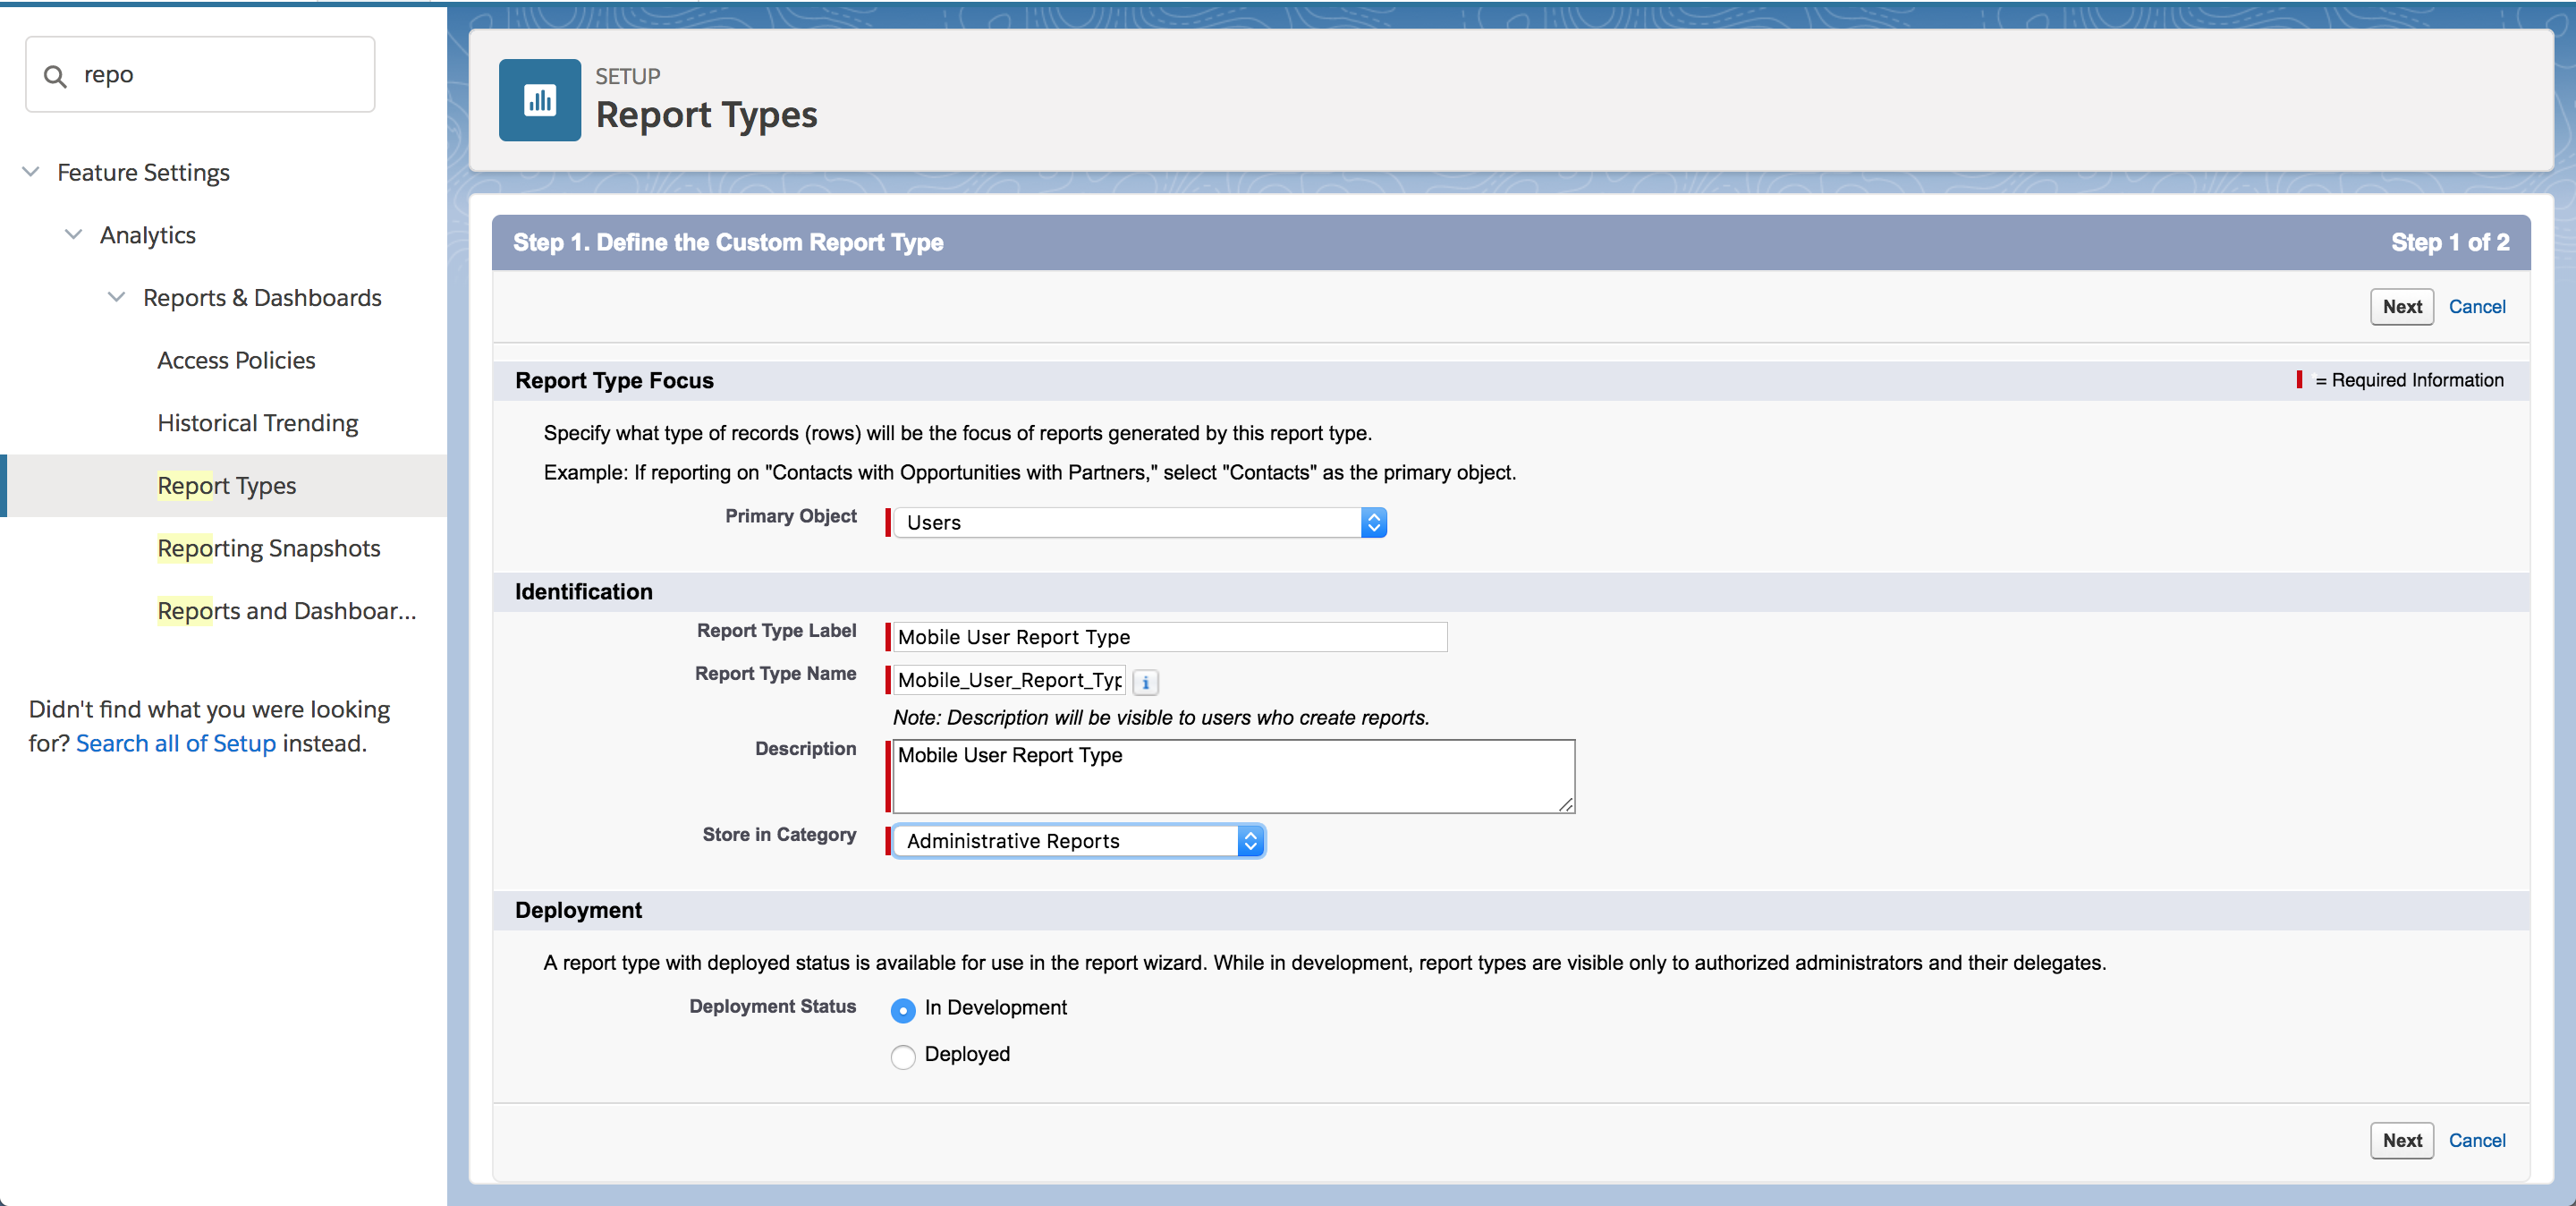 repo
Feature Settings
Analytics
Reports & Dashboards
Access Policies
Historical Trending
Report Types
Reporting Snapshots
Reports and Dashboar...
Didn't find what you were looking
for? Search all of Setup instead.
SETUP
Report Types
Step 1. Define the Custom Report Type
Step 1 of 2
Next Cancel
Report Type Focus
= Required Information
Specify what type of records (rows) will be the focus of reports generated by this report type.
Example: If reporting on "Contacts with Opportunities with Partners," select "Contacts" as the primary object.
Primary Object Users
Identification
Report Type Label Mobile User Report Type
Report Type Name Mobile_User_Report_Typ i
Note: Description will be visible to users who create reports.
Description Mobile User Report Type
Store in Category Administrative Reports
Deployment
A report type with deployed status is available for use in the report wizard. While in development, report types are visible only to authorized administrators and their delegates.
Deployment Status In Development
Deployed
Next Cancel